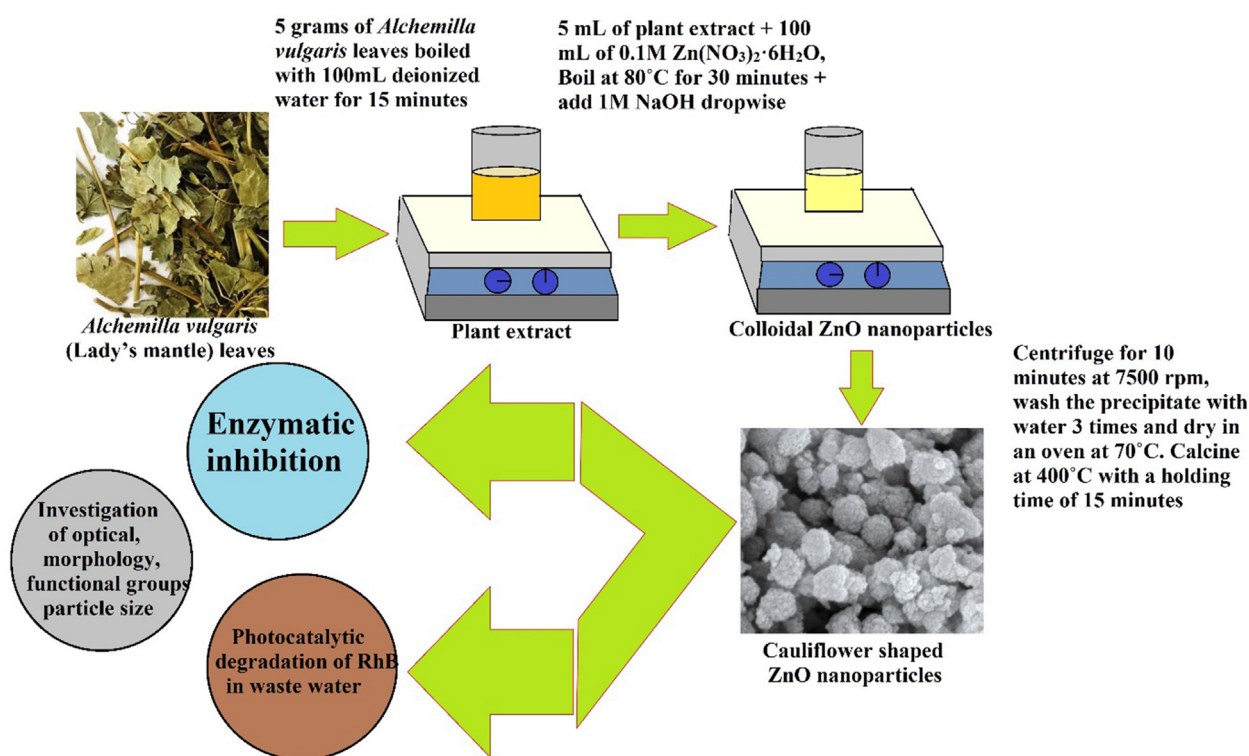 5 grams of Alchemilla
vulgaris leaves boiled
with 100mL deionized
water for 15 minutes
5 mL of plant extract + 100
mL of 0.1M Zn(NO₃)₂·6H₂O,
Boil at 80˚C for 30 minutes +
add 1M NaOH dropwise
Alchemilla vulgaris
(Lady’s mantle) leaves
Plant extract
Colloidal ZnO nanoparticles
Centrifuge for 10
minutes at 7500 rpm,
wash the precipitate with
water 3 times and dry in
an oven at 70˚C. Calcine
at 400˚C with a holding
time of 15 minutes
Cauliflower shaped
ZnO nanoparticles
Enzymatic
inhibition
Investigation
of optical,
morphology,
functional groups
particle size
Photocatalytic
degradation of RhB
in waste water